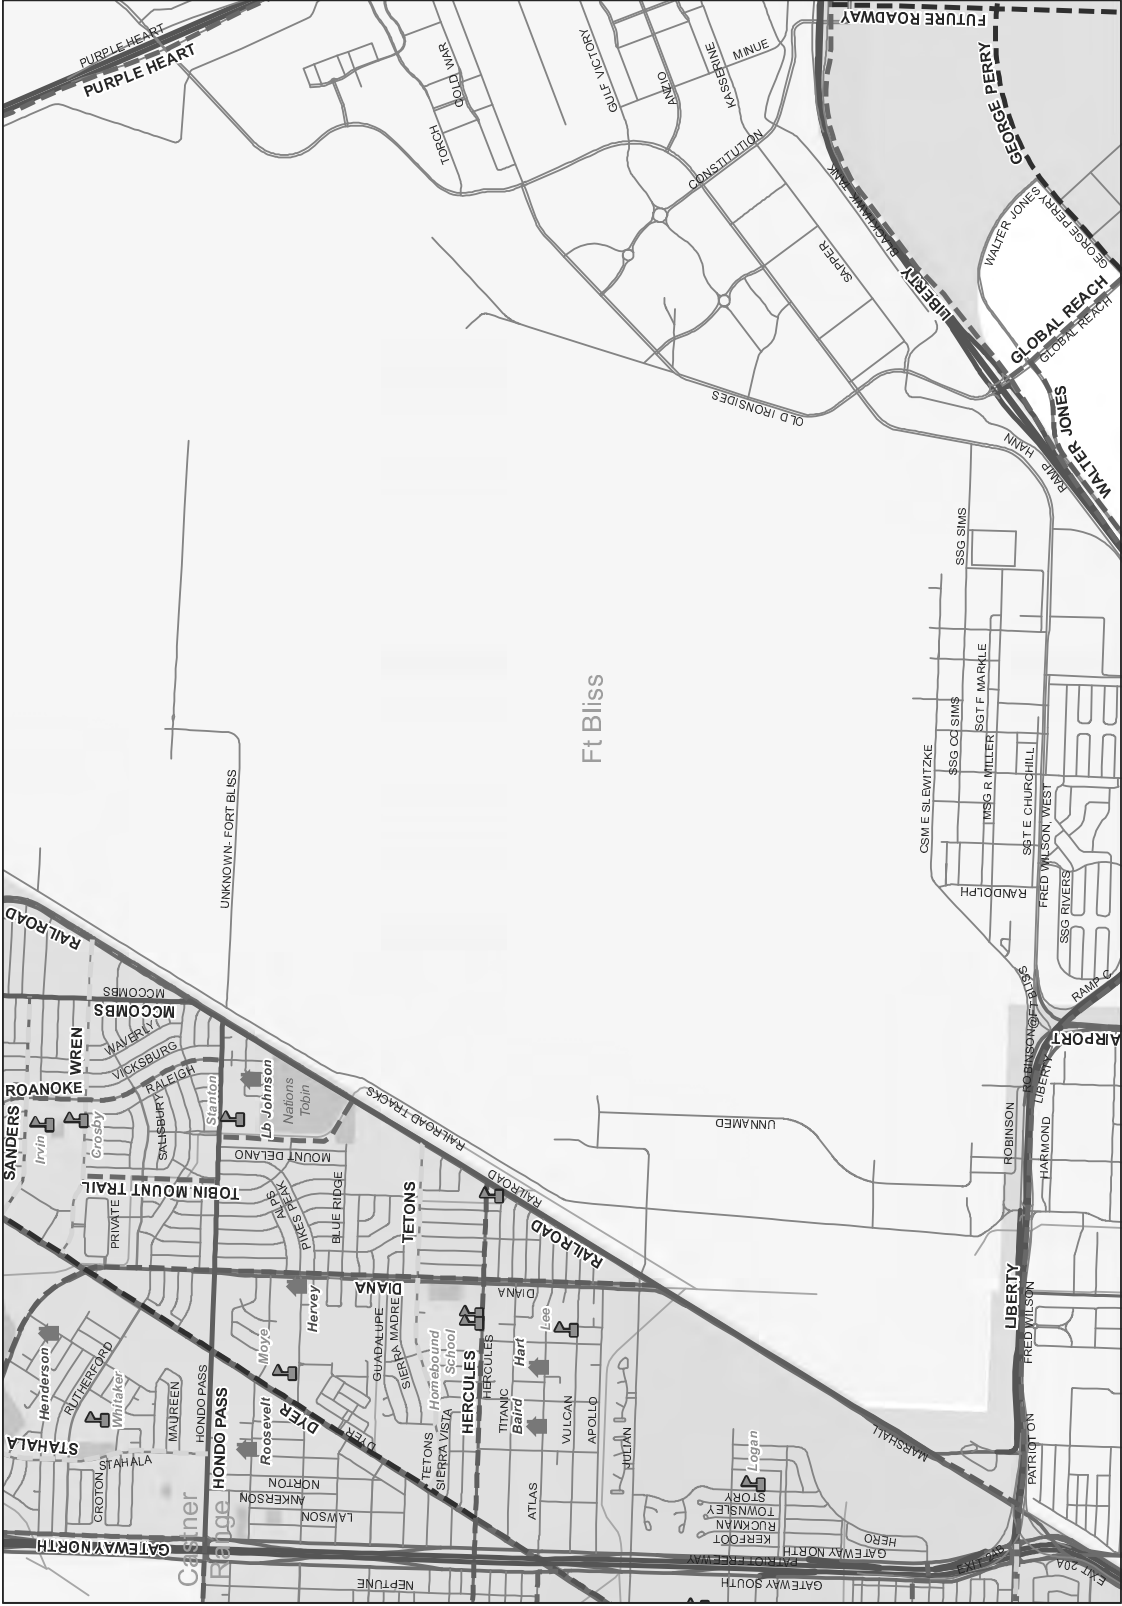 PURPLE HEART
PURPLE HEART
COLD WAR
TORCH
GULF VICTORY
ANZIO
KASSERINE
MINUE
CONSTITUTION
FUTURE ROADWAY
GEORGE PERRY
WALTER JONES
GEORGE PERRY
BLACKHAWK TANK
SAPPER
LIBERTY
GLOBAL REACH
GLOBAL REACH
OLD IRONSIDES
WALTER JONES
HANN
RAMP
SSG SIMS
Ft Bliss
SGT F MARKLE
SSG CC SIMS
MSG R MILLER
CSM E SLEWITZKE
SGT E CHURCHILL
FRED WILSON, WEST
RANDOLPH
SSG RIVERS
UNKNOWN- FORT BLISS
RAILROAD
MCCOMBS
MCCOMBS
WREN
WAVERLY
VICKSBURG
RALEIGH
ROANOKE
SANDERS
Irvin
Crosby
SALISBURY
Stanton
Lb Johnson
Nations
Tobin
RAILROAD TRACKS
MOUNT DELANO
TOBIN MOUNT TRAIL
PRIVATE
ALPS
PIKES PEAK
BLUE RIDGE
TETONS
RAILROAD
RAILROAD
UNNAMED
ROBINSON@FT BLISS
RAMP C
AIRPORT
LIBERTY
ROBINSON
HARMOND
DIANA
DIANA
Hervey
Henderson
RUTHERFORD
Whitaker
MAUREEN
HONDO PASS
HONDO PASS
Moye
Roosevelt
DYER
DYER
GUADALUPE
SIERRA MADRE
Homebound
School
HERCULES
HERCULES
Hart
Lee
Baird
TITANIC
VULCAN
APOLLO
JULIAN
TETONS
SIERRA VISTA
ATLAS
STAHALA
STAHALA
CROTON
NORTON
ANKERSON
LAWSON
Castner
Range
GATEWAY NORTH
NEPTUNE
Logan
STORY
TOWNSLEY
RUCKMAN
KERFOOT
HERO
GATEWAY NORTH
PATRIOT FREEWAY
GATEWAY SOUTH
MARSHALL
LIBERTY
FRED WILSON
PATRIOT ON
EXIT 24B
EXIT 20A